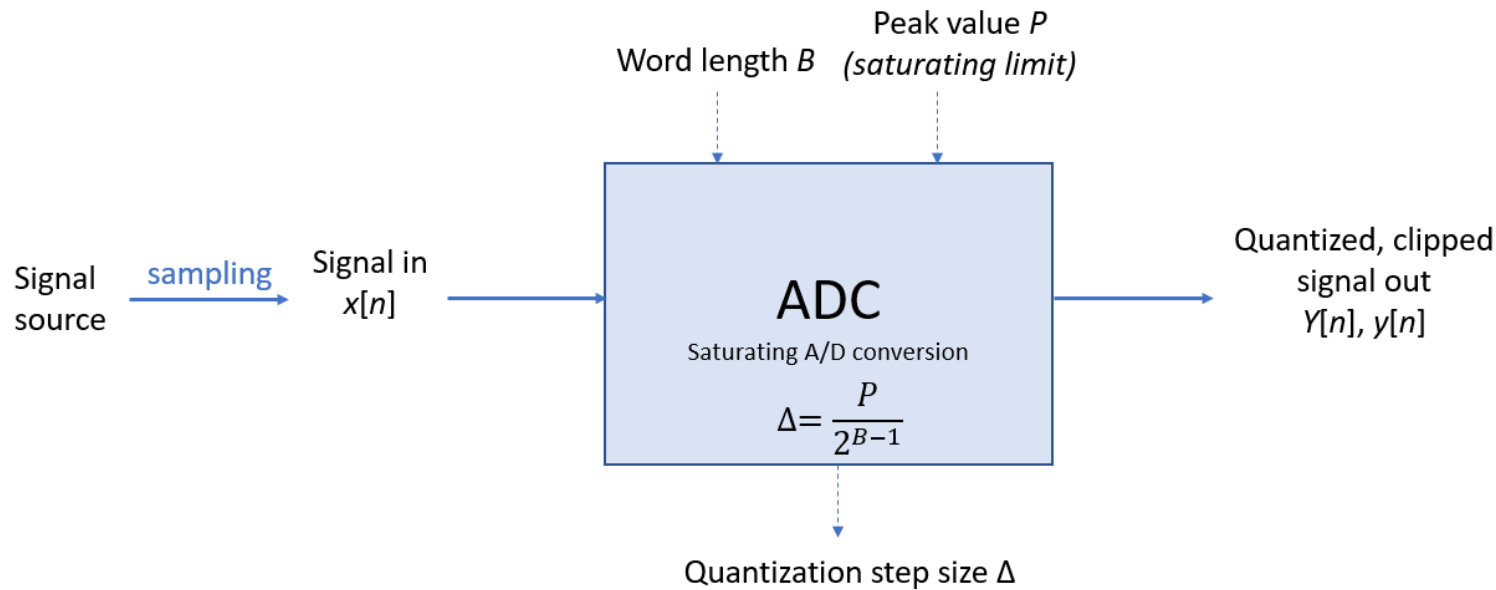 Word length B
Peak value P
(saturating limit)
Signal
source
sampling
Signal in
x[n]
ADC
Saturating A/D conversion
Δ= P / 2^{B−1}
Quantized, clipped
signal out
Y[n], y[n]
Quantization step size Δ